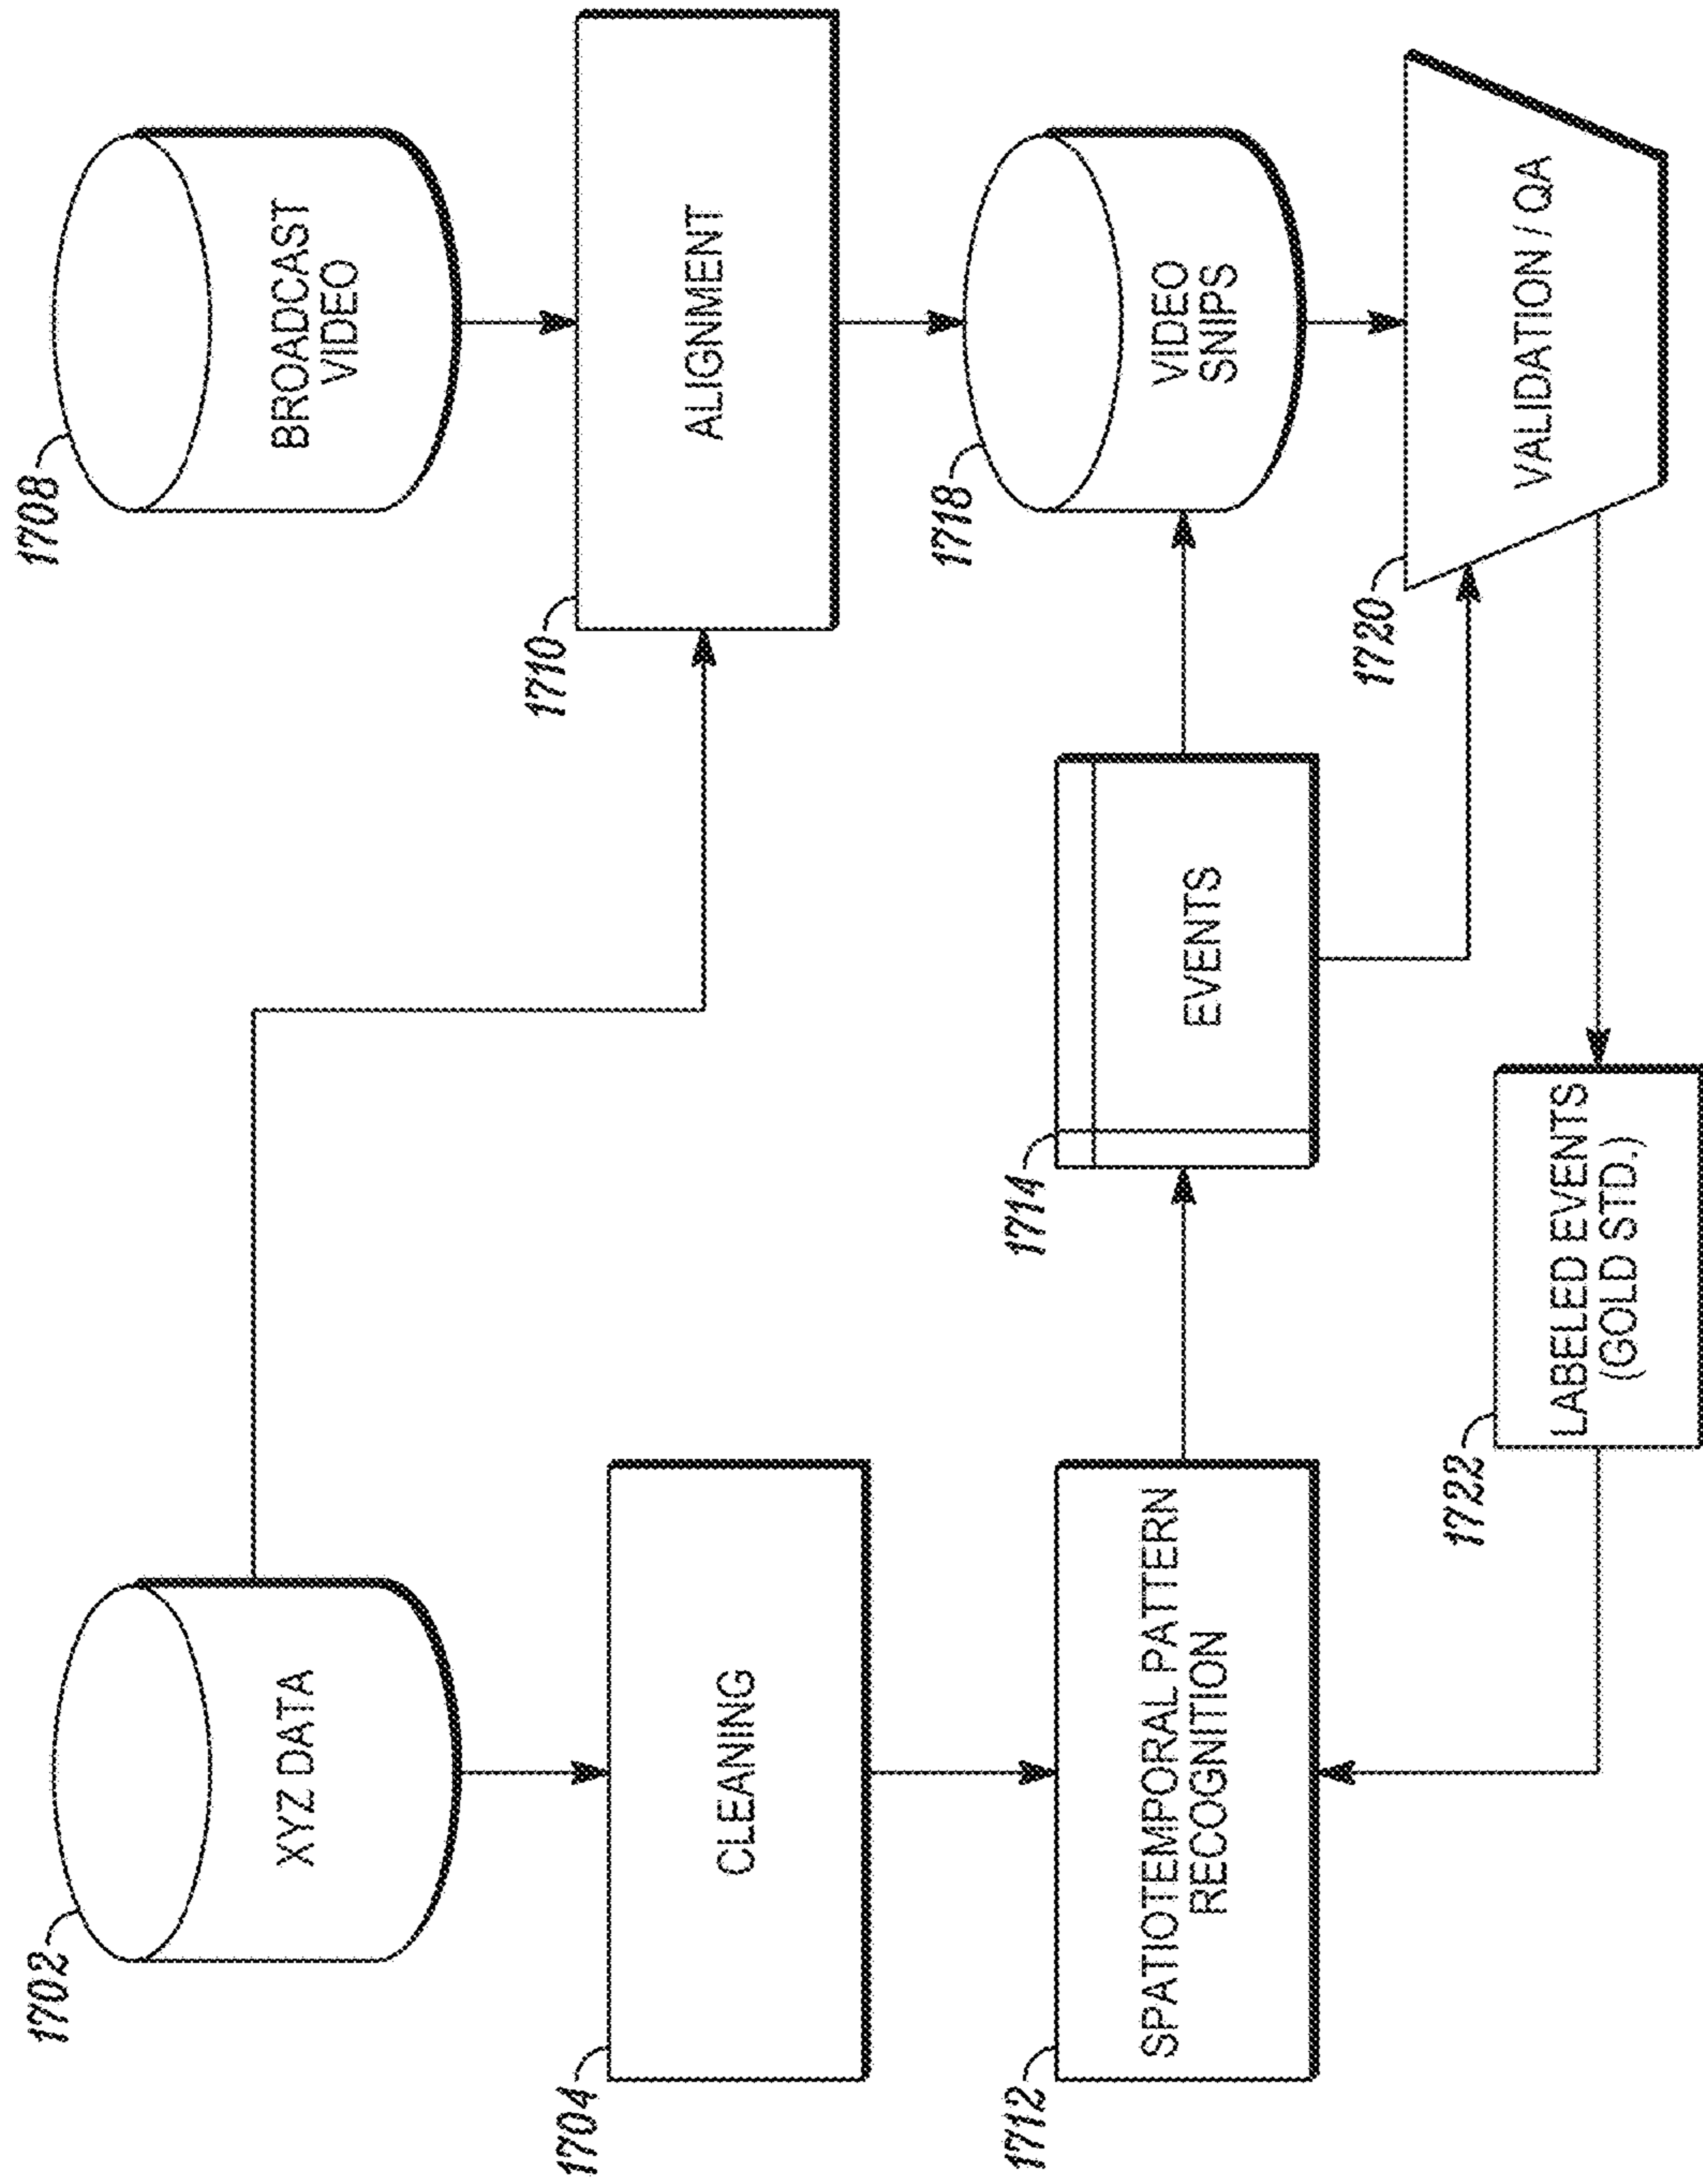 1702
XYZ DATA
1708
BROADCAST
VIDEO
1704
CLEANING
1710
ALIGNMENT
1712
SPATIOTEMPORAL PATTERN
RECOGNITION
1714
EVENTS
1718
VIDEO
SNIPS
1722
LABELED EVENTS
(GOLD STD.)
1720
VALIDATION / QA